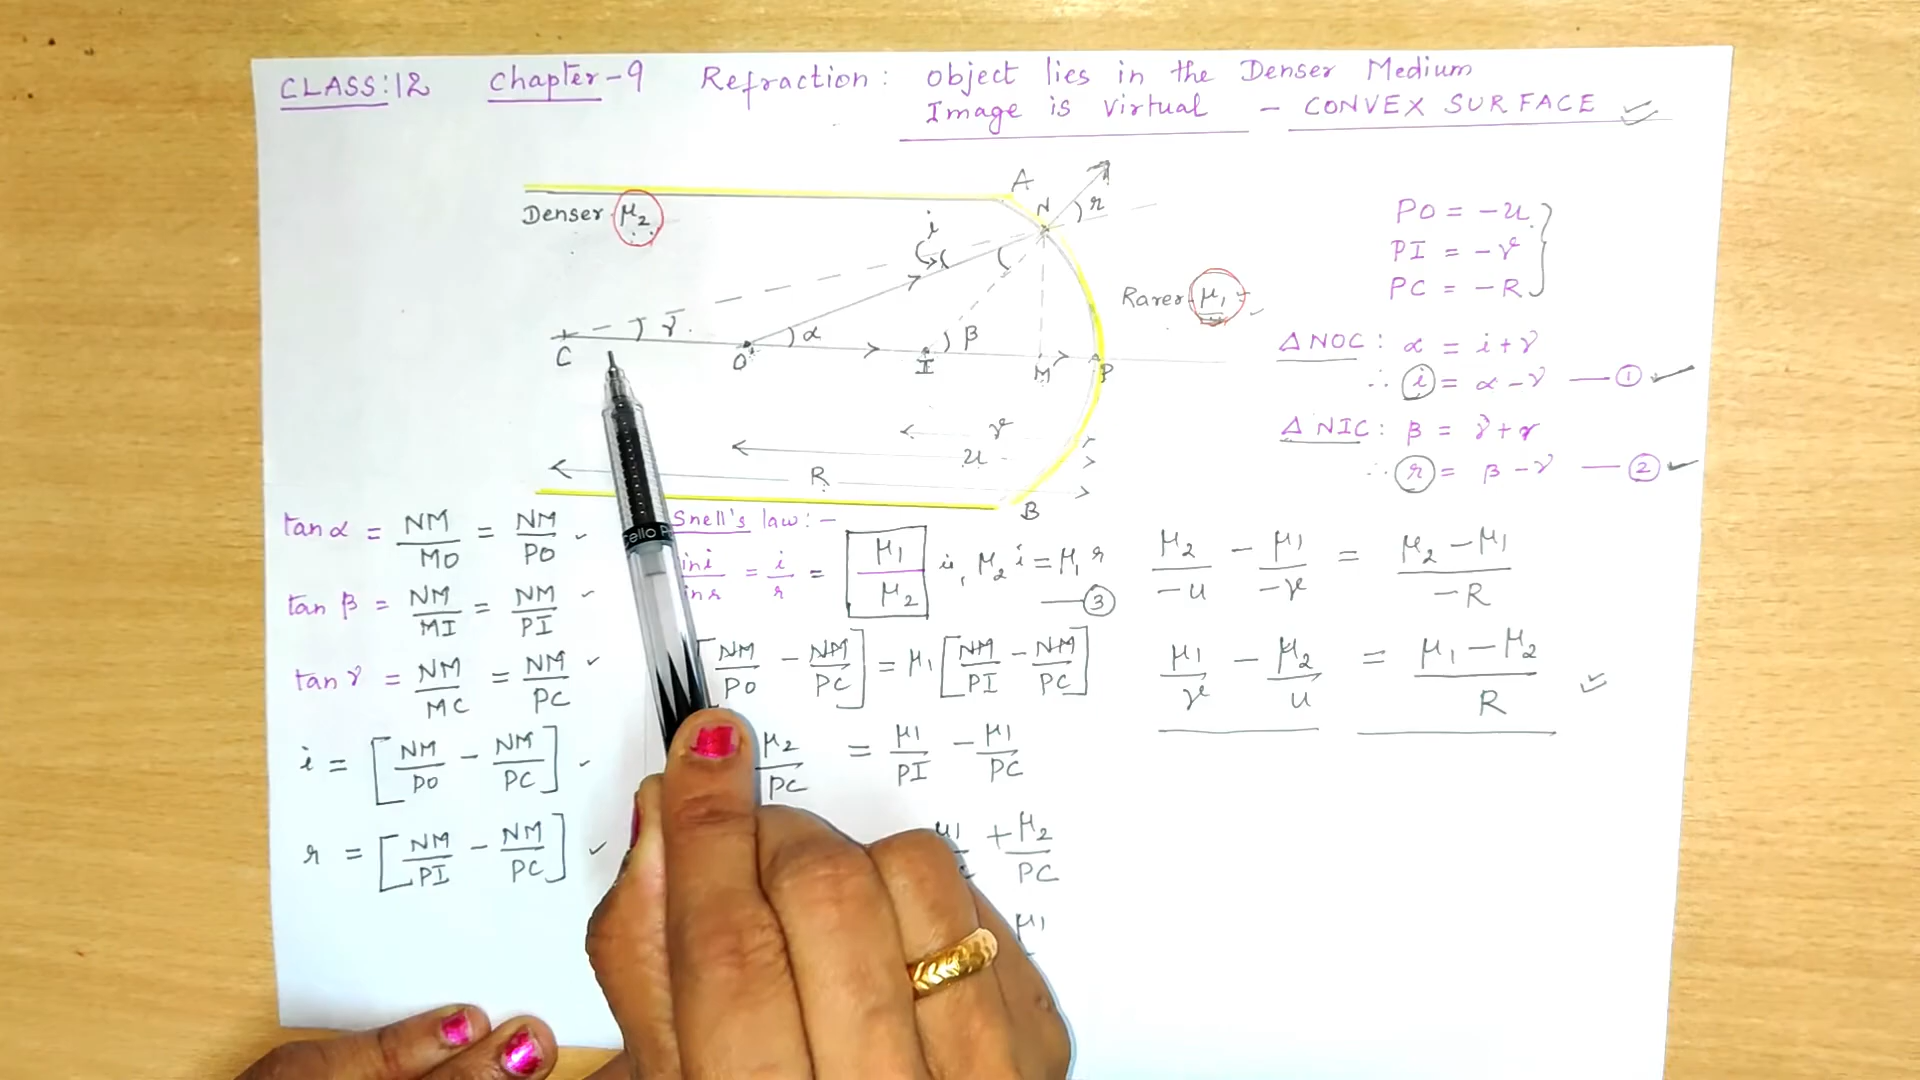 CLASS:12 Chapter-9 Refraction: object lies in the Denser Medium
Image is virtual - CONVEX SURFACE
A
N
r
i
Denser μ2
Rarer-μ1
C γ O α I β M P
v
u
R
B
PO = -u
PI = -v
PC = -R
Δ NOC: α = i+γ
∴ i = α-γ — 1
Δ NIC: β = γ+r
∴ r = β-γ — 2
tan α = NM/MO = NM/PO
tan β = NM/MI = NM/PI
tan γ = NM/MC = NM/PC
i = [NM/PO - NM/PC]
r = [NM/PI - NM/PC]
Snell's law:-
= i/r = μ1/μ2 ie, μ2 i = μ1 r
— 3
[NM/PO - NM/PC] = μ1 [NM/PI - NM/PC]
μ2/PC = μ1/PI - μ1/PC
+ μ2/PC
μ1
μ2/-u - μ1/-v = μ2-μ1/-R
μ1/v - μ2/u = μ1-μ2/R